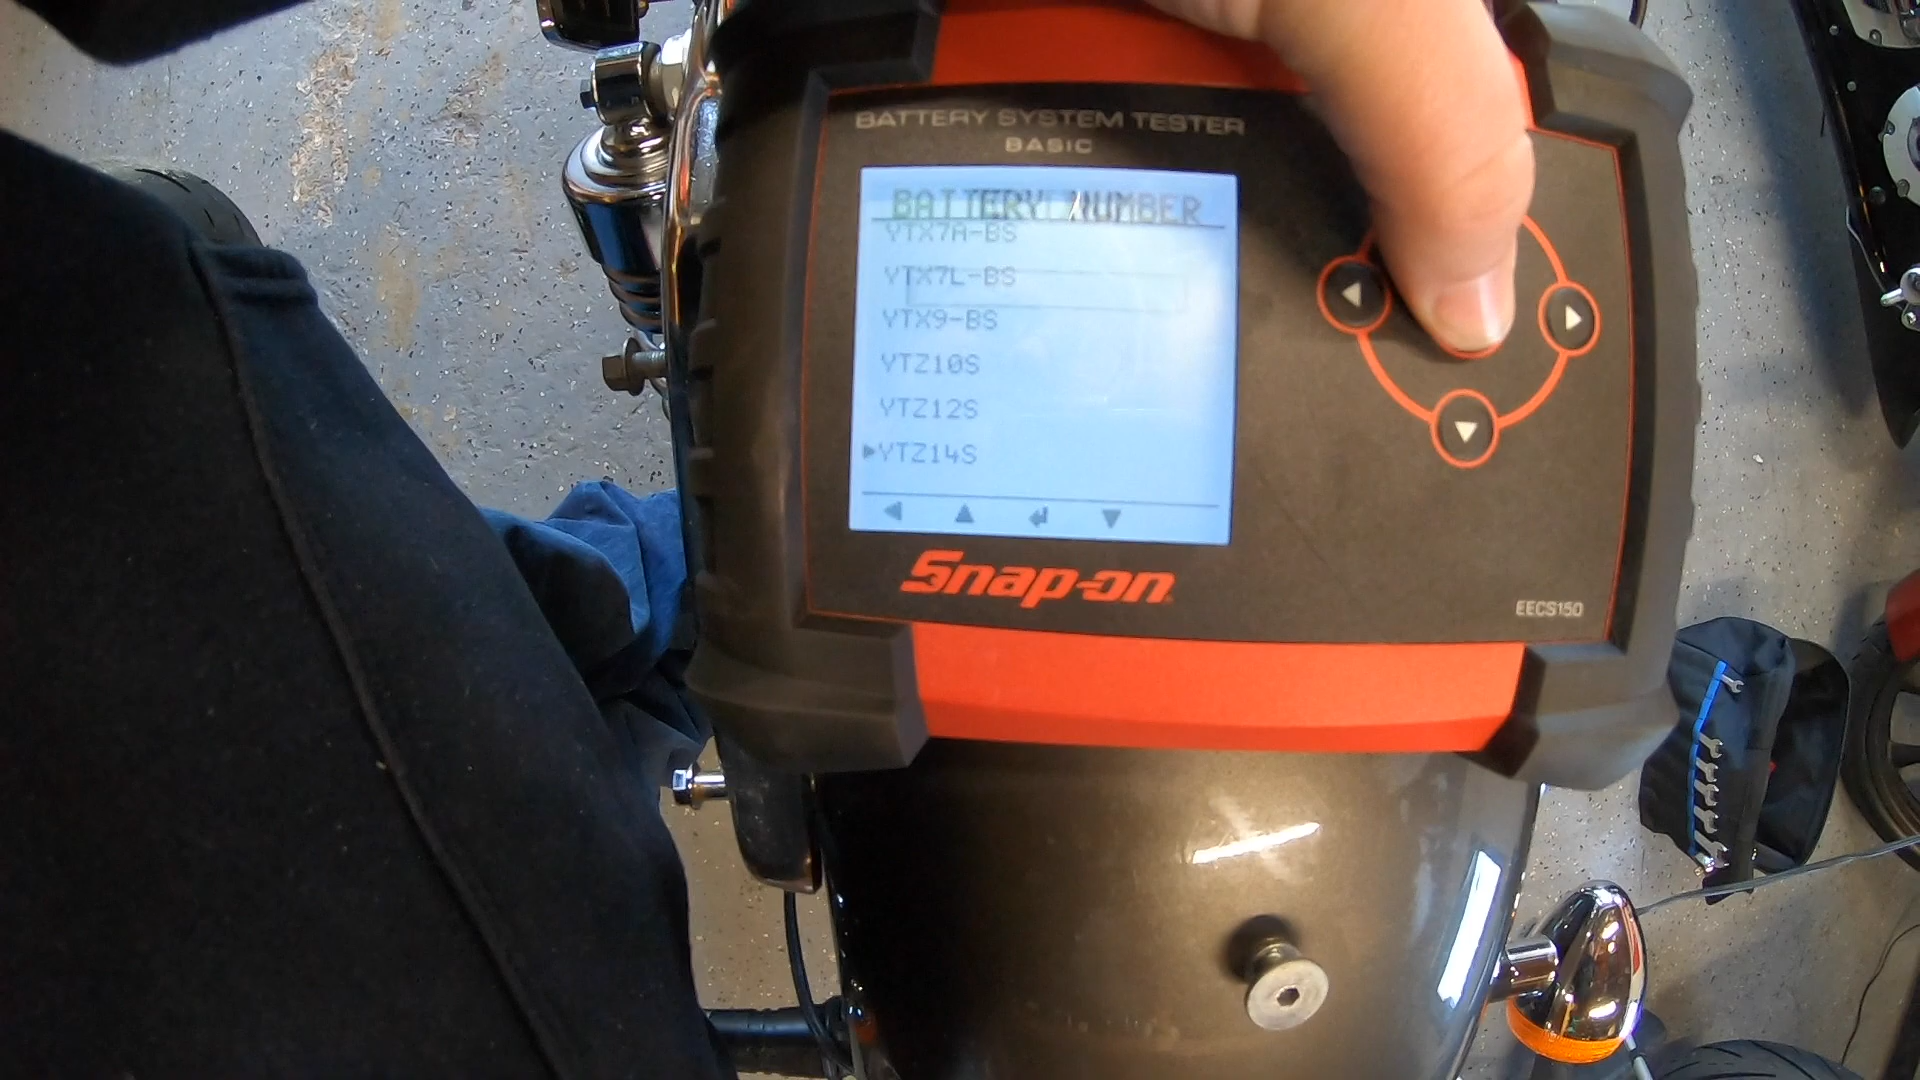 BATTERY SYSTEM TESTER
BASIC
BATTERY NUMBER
YTX7A-BS
YTX7L-BS
YTX9-BS
YTZ10S
YTZ12S
YTZ14S
Snap-on
EECS150